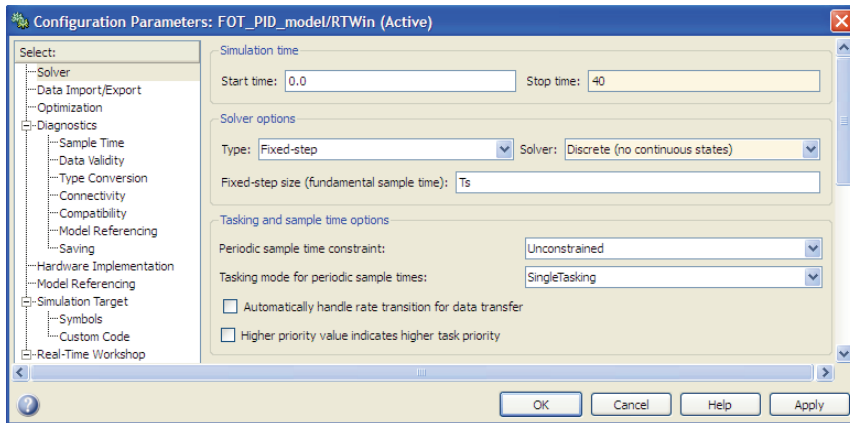 Configuration Parameters: FOT_PID_model/RTWin (Active)
Select:
Solver
Data Import/Export
Optimization
Diagnostics
Sample Time
Data Validity
Type Conversion
Connectivity
Compatibility
Model Referencing
Saving
Hardware Implementation
Model Referencing
Simulation Target
Symbols
Custom Code
Real-Time Workshop
Simulation time
Start time: 0.0 Stop time: 40
Solver options
Type: Fixed-step Solver: Discrete (no continuous states)
Fixed-step size (fundamental sample time): Ts
Tasking and sample time options
Periodic sample time constraint: Unconstrained
Tasking mode for periodic sample times: SingleTasking
Automatically handle rate transition for data transfer
Higher priority value indicates higher task priority
? OK Cancel Help Apply